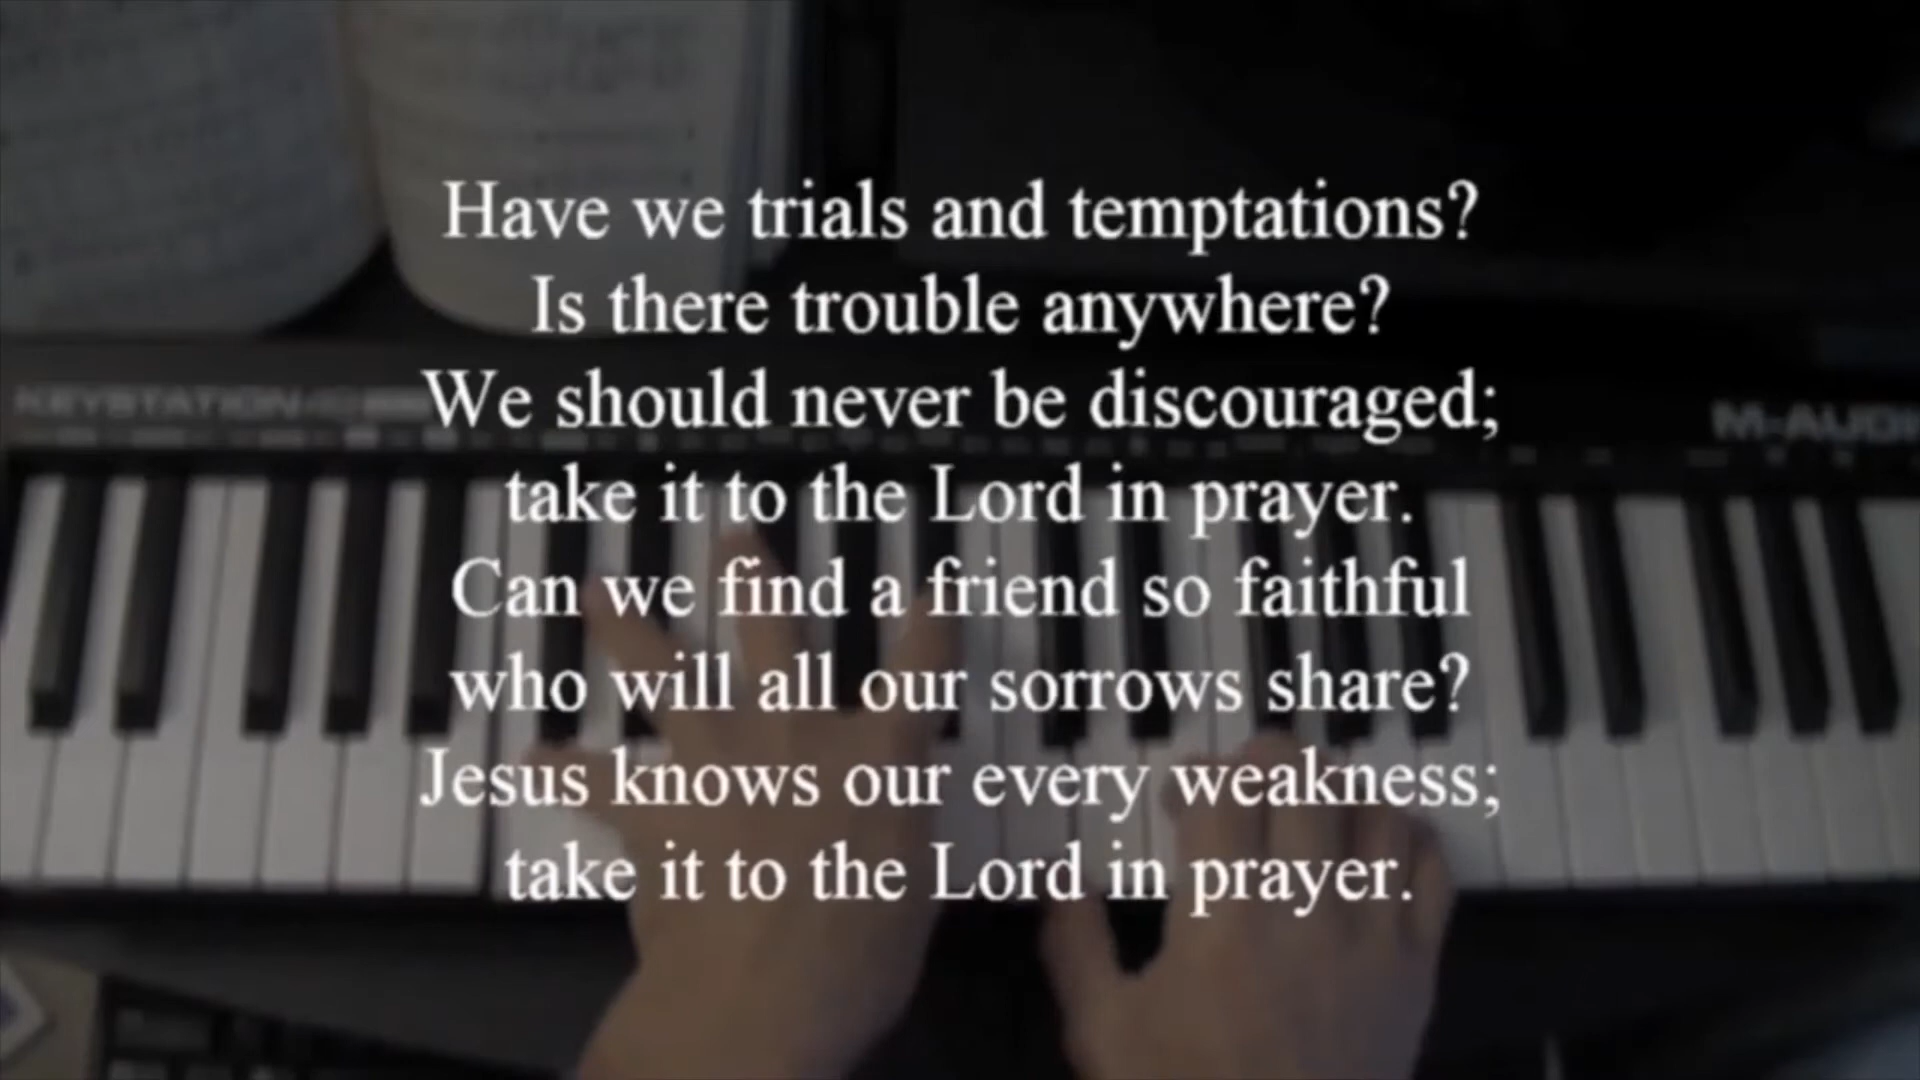 Have we trials and temptations?
Is there trouble anywhere?
We should never be discouraged;
take it to the Lord in prayer.
Can we find a friend so faithful
who will all our sorrows share?
Jesus knows our every weakness;
take it to the Lord in prayer.
KEYSTATION
M-AUDI